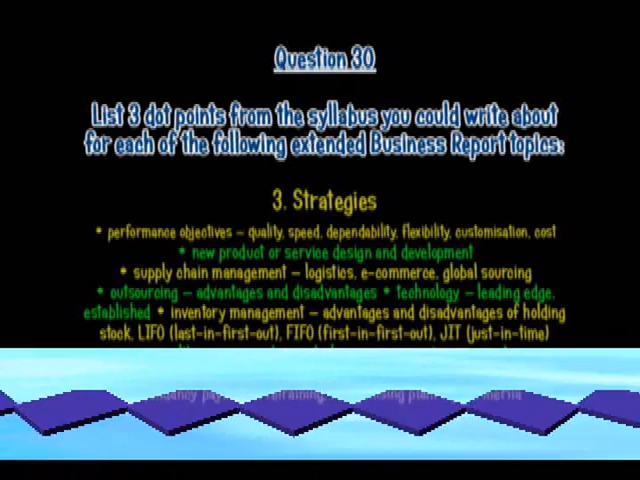 Question 30
List 3 dot points from the syllabus you could write about
for each of the following extended Business Report topics:
3. Strategies
* performance objectives – quality, speed, dependability, flexibility, customisation, cost
* new product or service design and development
* supply chain management – logistics, e-commerce, global sourcing
* outsourcing – advantages and disadvantages * technology – leading edge,
established * inventory management – advantages and disadvantages of holding
stock, LIFO (last-in-first-out), FIFO (first-in-first-out), JIT (just-in-time)